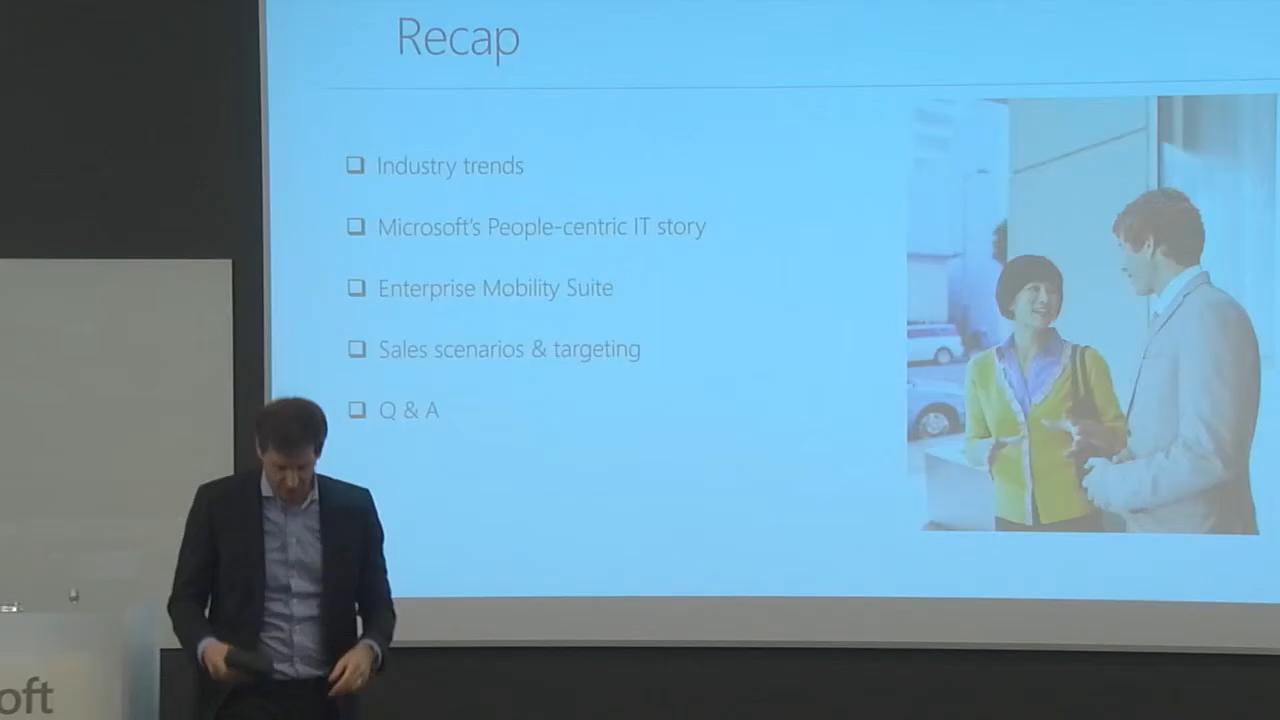 Recap
Industry trends
Microsoft's People-centric IT story
Enterprise Mobility Suite
Sales scenarios & targeting
Q & A
oft